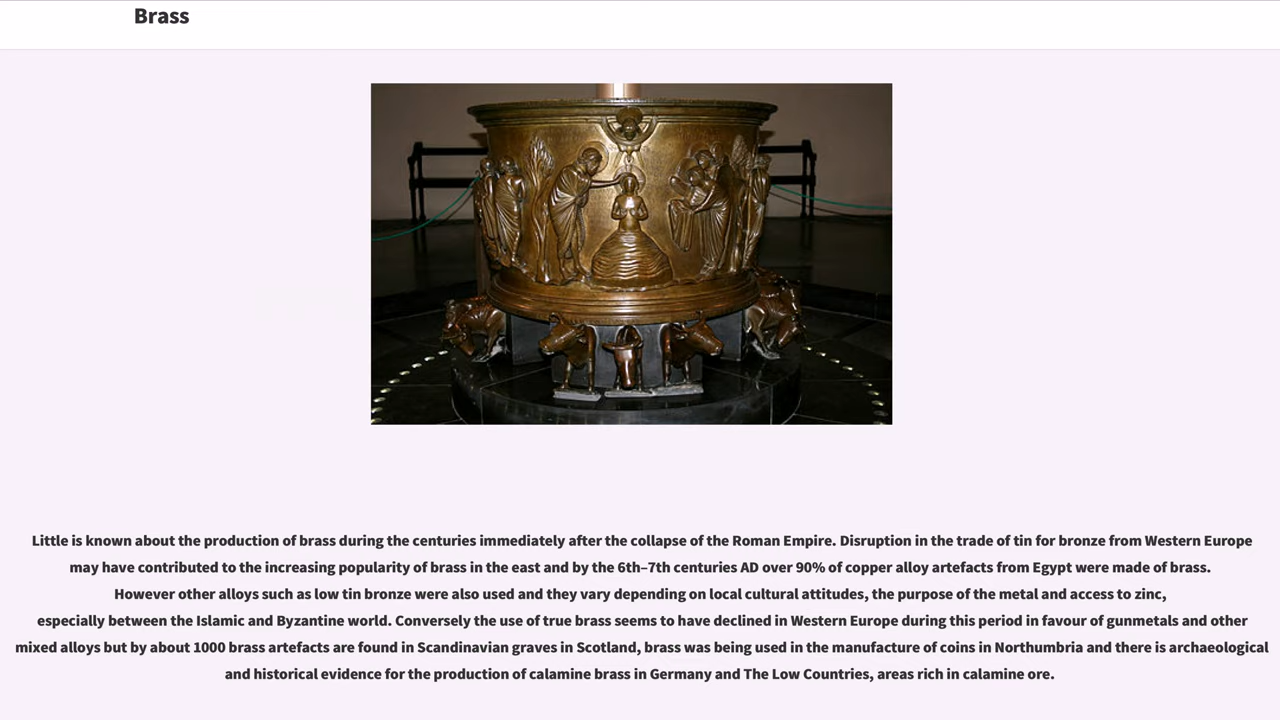 Brass
Little is known about the production of brass during the centuries immediately after the collapse of the Roman Empire. Disruption in the trade of tin for bronze from Western Europe
may have contributed to the increasing popularity of brass in the east and by the 6th–7th centuries AD over 90% of copper alloy artefacts from Egypt were made of brass.
However other alloys such as low tin bronze were also used and they vary depending on local cultural attitudes, the purpose of the metal and access to zinc,
especially between the Islamic and Byzantine world. Conversely the use of true brass seems to have declined in Western Europe during this period in favour of gunmetals and other
mixed alloys but by about 1000 brass artefacts are found in Scandinavian graves in Scotland, brass was being used in the manufacture of coins in Northumbria and there is archaeological
and historical evidence for the production of calamine brass in Germany and The Low Countries, areas rich in calamine ore.